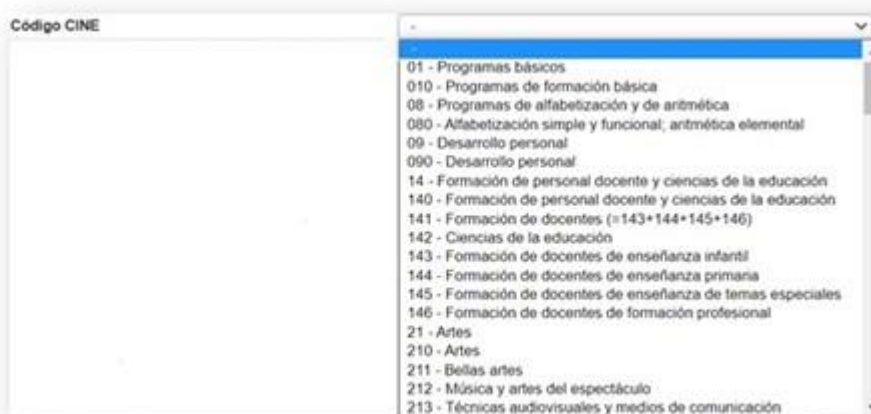 Código CINE
-
-
01 - Programas básicos
010 - Programas de formación básica
08 - Programas de alfabetización y de aritmética
080 - Alfabetización simple y funcional; aritmética elemental
09 - Desarrollo personal
090 - Desarrollo personal
14 - Formación de personal docente y ciencias de la educación
140 - Formación de personal docente y ciencias de la educación
141 - Formación de docentes (=143+144+145+146)
142 - Ciencias de la educación
143 - Formación de docentes de enseñanza infantil
144 - Formación de docentes de enseñanza primaria
145 - Formación de docentes de enseñanza de temas especiales
146 - Formación de docentes de formación profesional
21 - Artes
210 - Artes
211 - Bellas artes
212 - Música y artes del espectáculo
213 - Técnicas audiovisuales y medios de comunicación